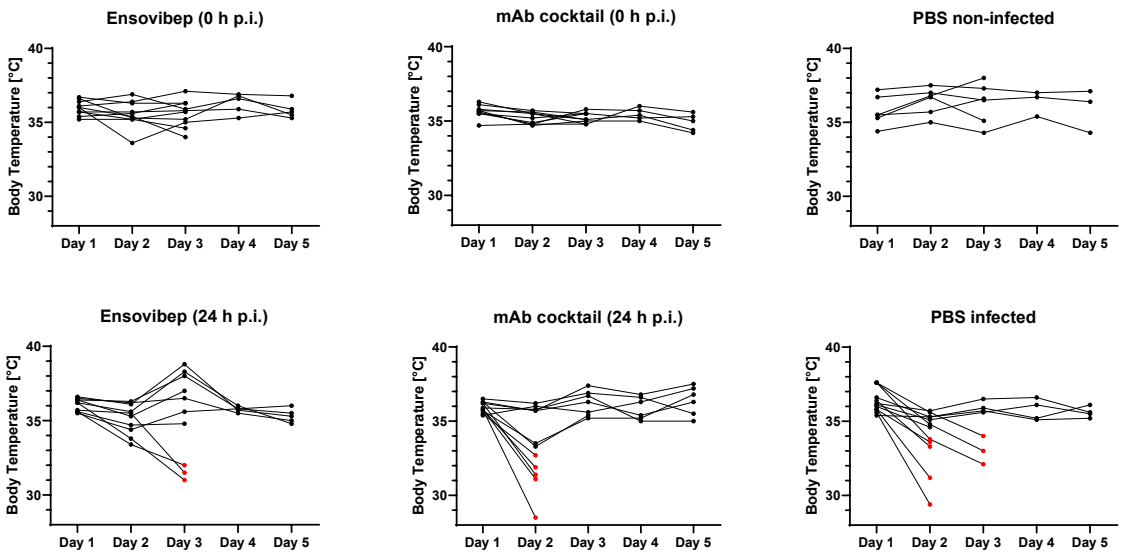 Ensovibep (0 h p.i.)
Body Temperature [°C]
40
35
30
Day 1 Day 2 Day 3 Day 4 Day 5
mAb cocktail (0 h p.i.)
Body Temperature [°C]
40
35
30
Day 1 Day 2 Day 3 Day 4 Day 5
PBS non-infected
Body Temperature [°C]
40
35
30
Day 1 Day 2 Day 3 Day 4 Day 5
Ensovibep (24 h p.i.)
Body Temperature [°C]
40
35
30
Day 1 Day 2 Day 3 Day 4 Day 5
mAb cocktail (24 h p.i.)
Body Temperature [°C]
40
35
30
Day 1 Day 2 Day 3 Day 4 Day 5
PBS infected
Body Temperature [°C]
40
35
30
Day 1 Day 2 Day 3 Day 4 Day 5